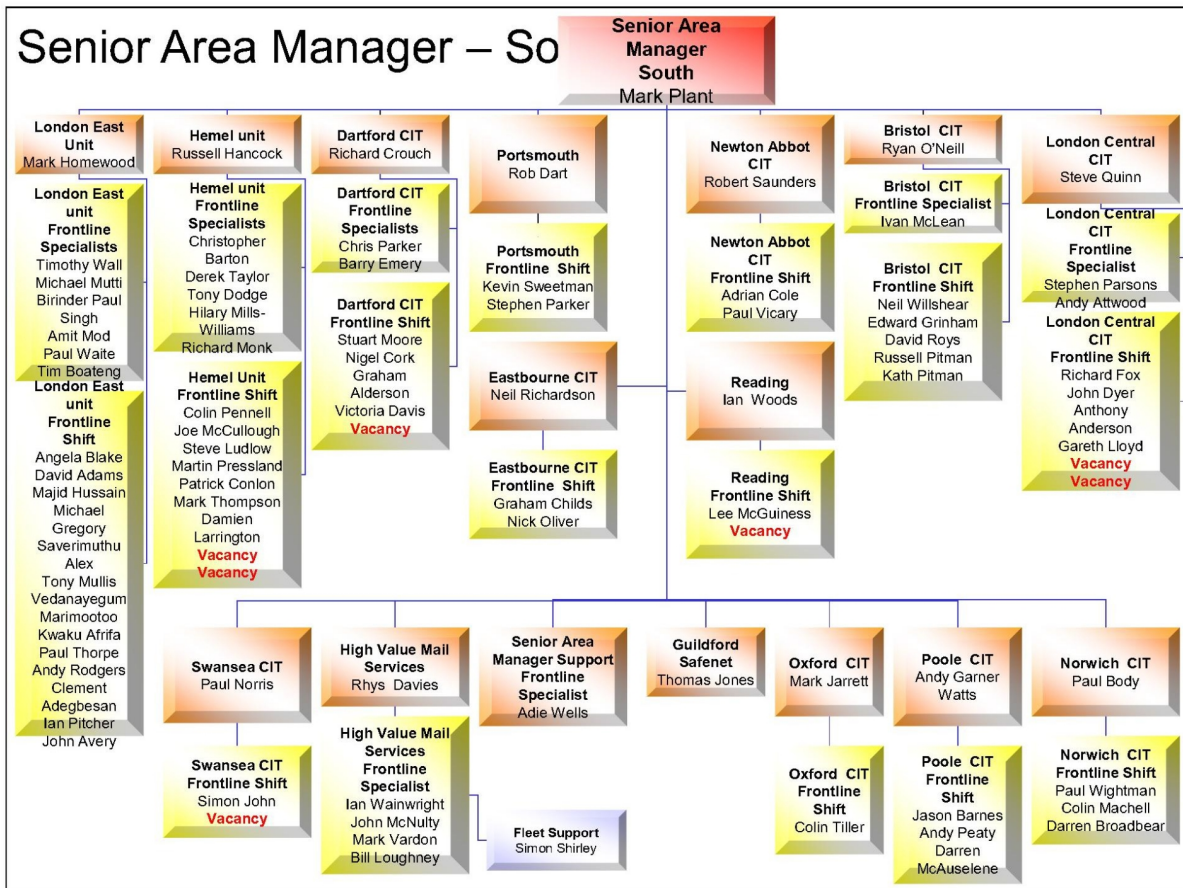 Senior Area Manager – So
Senior Area
Manager
South
Mark Plant
London East
Unit
Mark Homewood
London East
unit
Frontline
Specialists
Timothy Wall
Michael Mutti
Birinder Paul
Singh
Amit Mod
Paul Waite
Tim Boateng
London East
unit
Frontline
Shift
Angela Blake
David Adams
Majid Hussain
Michael
Gregory
Saverimuthu
Alex
Tony Mullis
Vedanayegum
Marimootoo
Kwaku Afrifa
Paul Thorpe
Andy Rodgers
Clement
Adegbesan
Ian Pitcher
John Avery
Hemel unit
Russell Hancock
Hemel unit
Frontline
Specialists
Christopher
Barton
Derek Taylor
Tony Dodge
Hilary Mills-
Williams
Richard Monk
Hemel Unit
Frontline Shift
Colin Pennell
Joe McCullough
Steve Ludlow
Martin Pressland
Patrick Conlon
Mark Thompson
Damien
Larrington
Vacancy
Vacancy
Dartford CIT
Richard Crouch
Dartford CIT
Frontline
Specialists
Chris Parker
Barry Emery
Dartford CIT
Frontline Shift
Stuart Moore
Nigel Cork
Graham
Alderson
Victoria Davis
Vacancy
Portsmouth
Rob Dart
Portsmouth
Frontline Shift
Kevin Sweetman
Stephen Parker
Eastbourne CIT
Neil Richardson
Eastbourne CIT
Frontline Shift
Graham Childs
Nick Oliver
Newton Abbot
CIT
Robert Saunders
Newton Abbot
CIT
Frontline Shift
Adrian Cole
Paul Vicary
Reading
Ian Woods
Reading
Frontline Shift
Lee McGuiness
Vacancy
Bristol CIT
Ryan O'Neill
Bristol CIT
Frontline Specialist
Ivan McLean
Bristol CIT
Frontline Shift
Neil Willshear
Edward Grinham
David Roys
Russell Pitman
Kath Pitman
London Central
CIT
Steve Quinn
London Central
CIT
Frontline
Specialist
Stephen Parsons
Andy Attwood
London Central
CIT
Frontline Shift
Richard Fox
John Dyer
Anthony
Anderson
Gareth Lloyd
Vacancy
Vacancy
Swansea CIT
Paul Norris
Swansea CIT
Frontline Shift
Simon John
Vacancy
High Value Mail
Services
Rhys Davies
High Value Mail
Services
Frontline
Specialist
Ian Wainwright
John McNulty
Mark Vardon
Bill Loughney
Senior Area
Manager Support
Frontline
Specialist
Adie Wells
Fleet Support
Simon Shirley
Guildford
Safenet
Thomas Jones
Oxford CIT
Mark Jarrett
Oxford CIT
Frontline
Shift
Colin Tiller
Poole CIT
Andy Garner
Watts
Poole CIT
Frontline
Shift
Jason Barnes
Andy Peaty
Darren
McAuselene
Norwich CIT
Paul Body
Norwich CIT
Frontline Shift
Paul Wightman
Colin Machell
Darren Broadbear